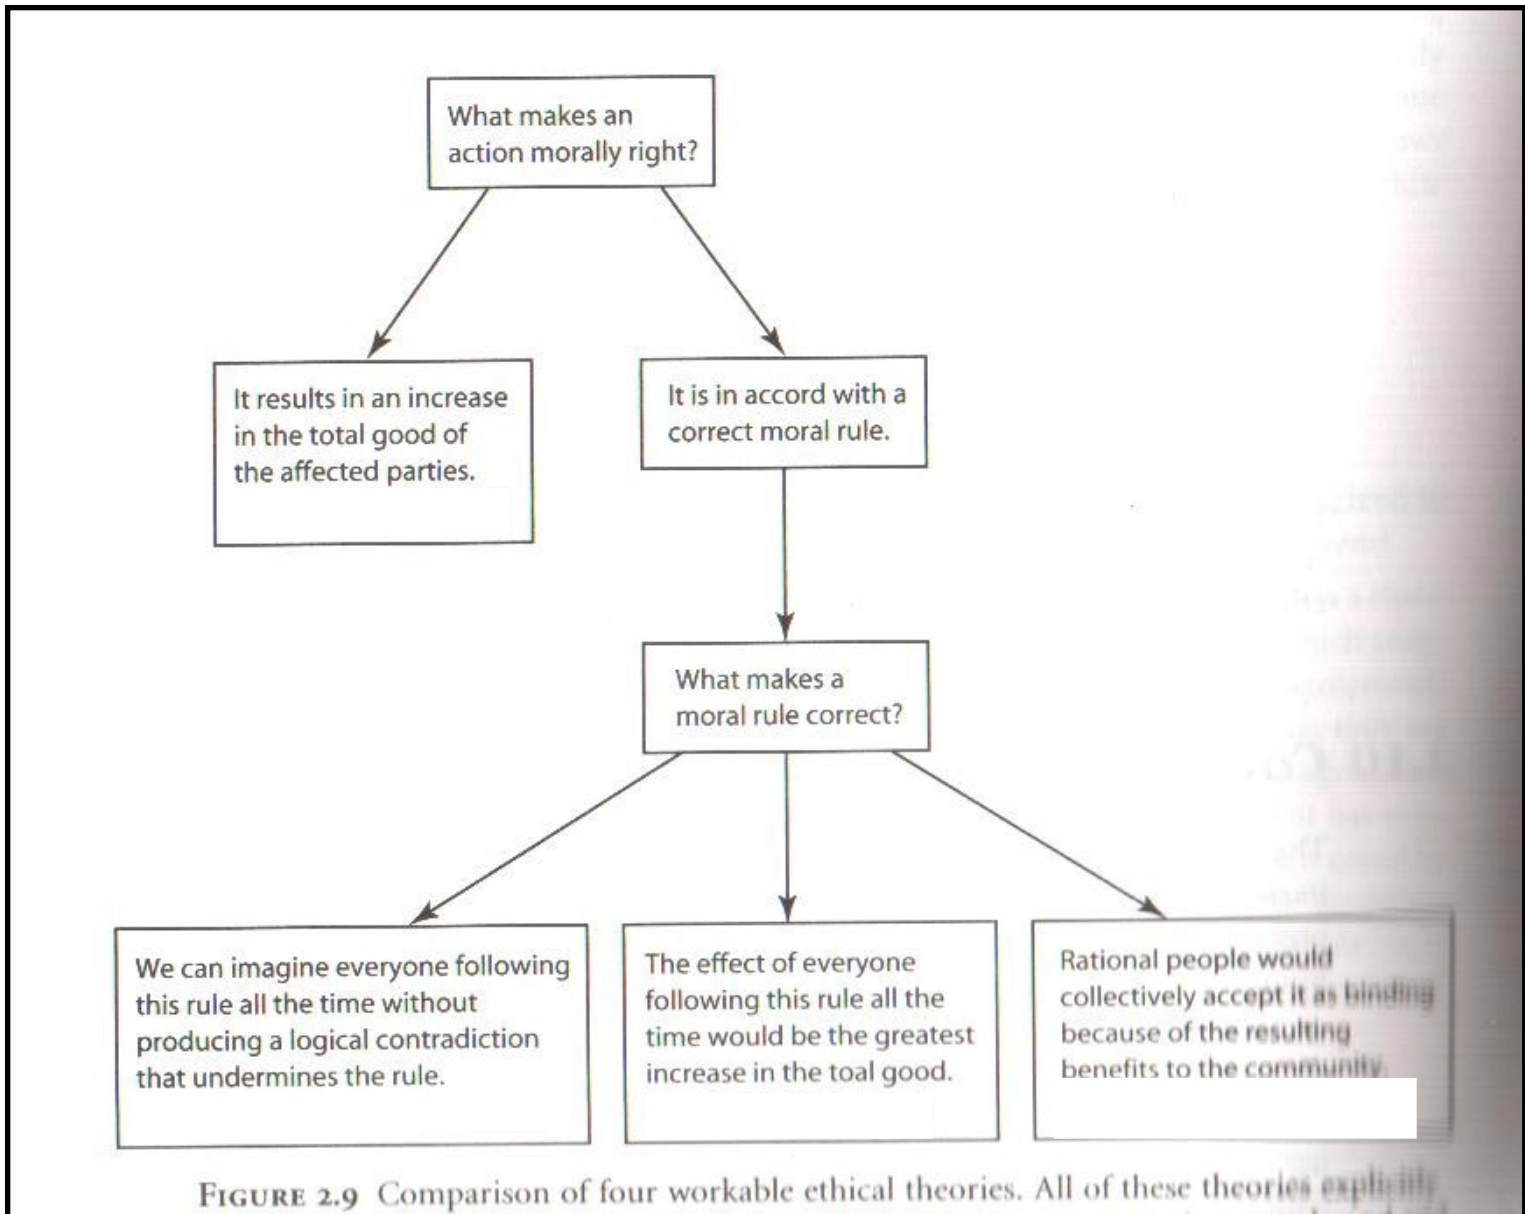 What makes an
action morally right?
It results in an increase
in the total good of
the affected parties.
It is in accord with a
correct moral rule.
What makes a
moral rule correct?
We can imagine everyone following
this rule all the time without
producing a logical contradiction
that undermines the rule.
The effect of everyone
following this rule all the
time would be the greatest
increase in the toal good.
Rational people would
collectively accept it as binding
because of the resulting
benefits to the community.
FIGURE 2.9 Comparison of four workable ethical theories. All of these theories explicitly